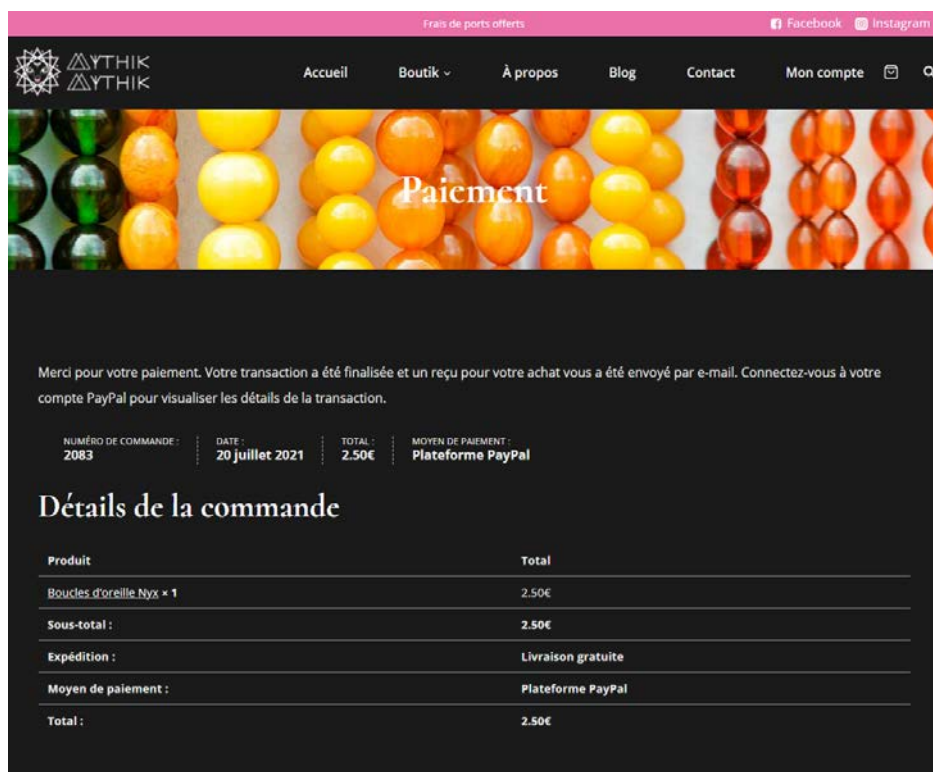 Frais de ports offerts
Facebook Instagram
MYTHIK
MYTHIK
Accueil Boutik À propos Blog Contact Mon compte
Paiement
Merci pour votre paiement. Votre transaction a été finalisée et un reçu pour votre achat vous a été envoyé par e-mail. Connectez-vous à votre
compte PayPal pour visualiser les détails de la transaction.
NUMÉRO DE COMMANDE : DATE : TOTAL : MOYEN DE PAIEMENT :
2083 20 juillet 2021 2.50€ Plateforme PayPal
Détails de la commande
Produit Total
Boucles d'oreille Nyx × 1 2.50€
Sous-total : 2.50€
Expédition : Livraison gratuite
Moyen de paiement : Plateforme PayPal
Total : 2.50€